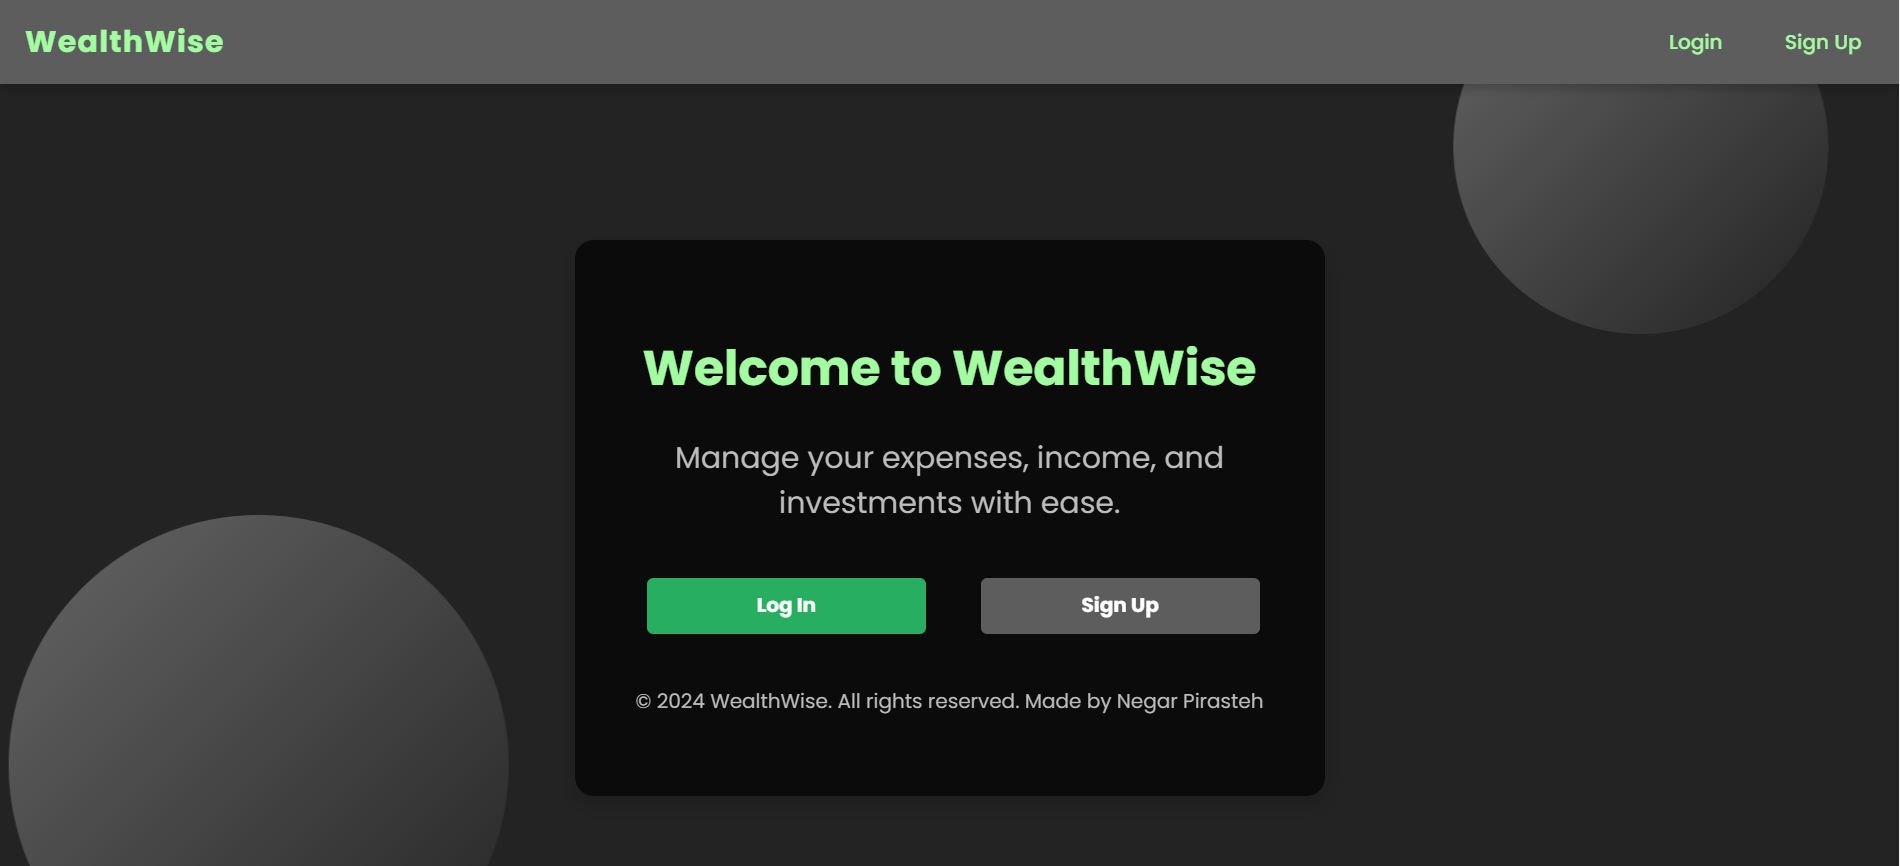 WealthWise
Login
Sign Up
Welcome to WealthWise
Manage your expenses, income, and
investments with ease.
Log In
Sign Up
© 2024 WealthWise. All rights reserved. Made by Negar Pirasteh